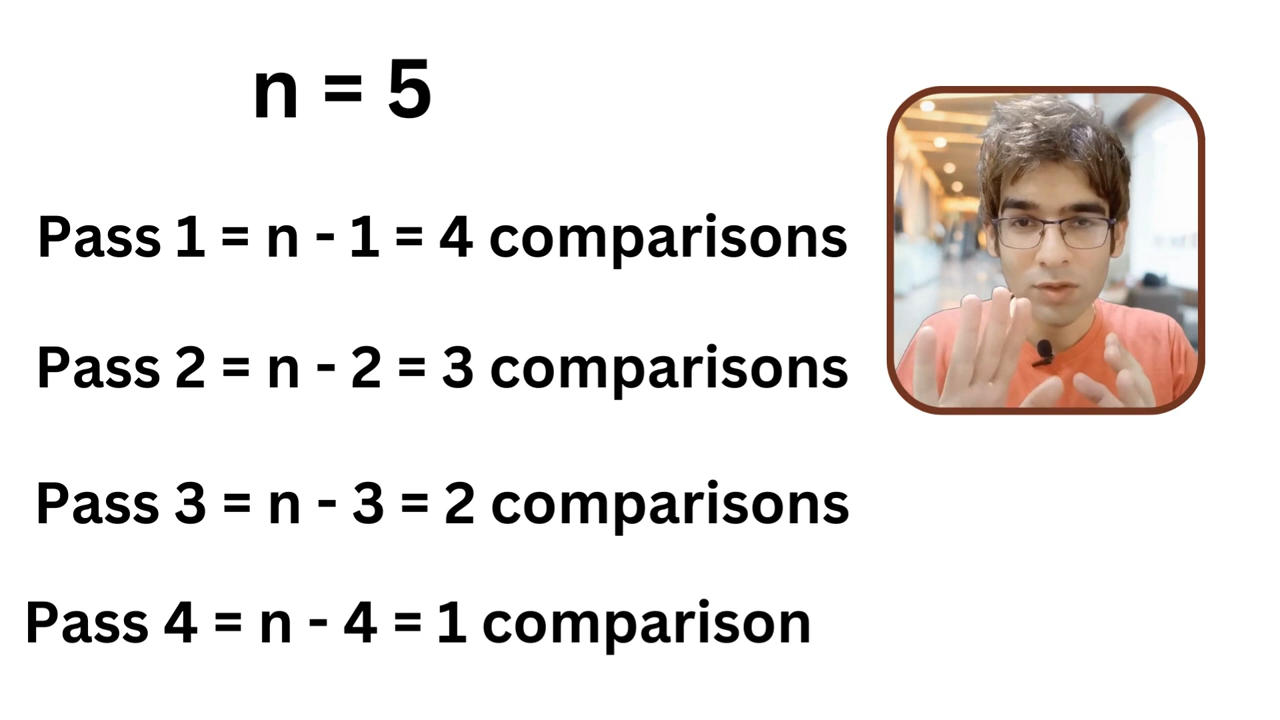 n = 5
Pass 1 = n - 1 = 4 comparisons
Pass 2 = n - 2 = 3 comparisons
Pass 3 = n - 3 = 2 comparisons
Pass 4 = n - 4 = 1 comparison